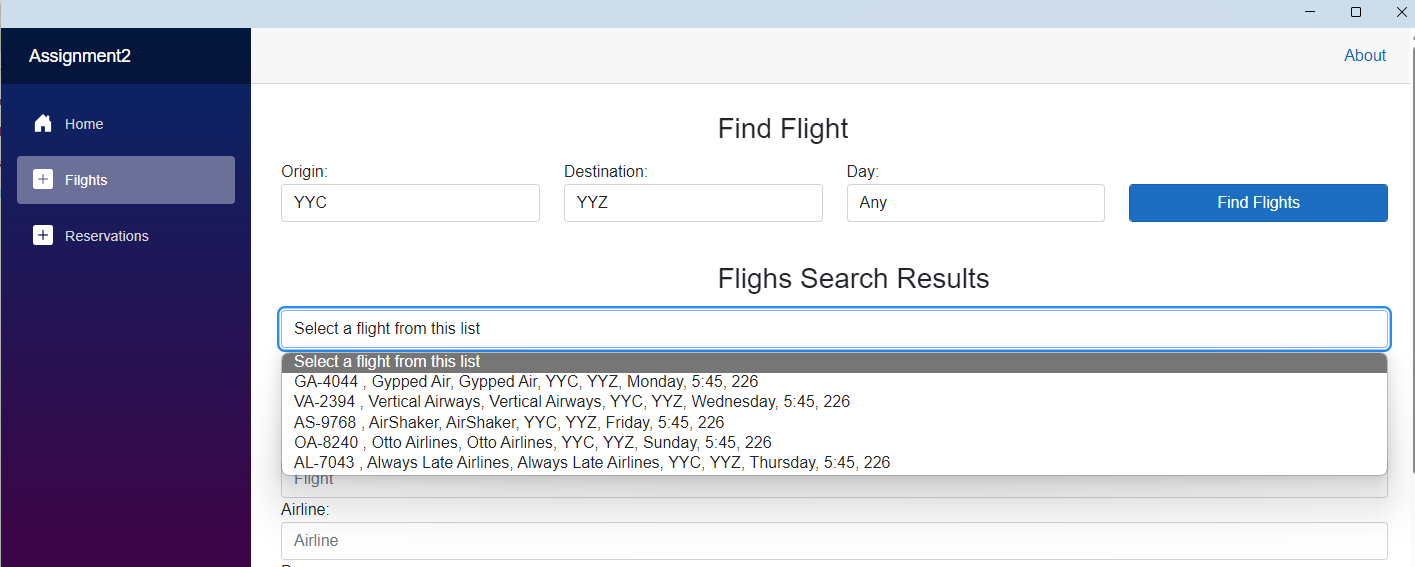 Assignment2
About
Home
Filghts
Reservations
Find Flight
Origin:
Destination:
Day:
YYC
YYZ
Any
Find Flights
Flighs Search Results
Select a flight from this list
Select a flight from this list
GA-4044 , Gypped Air, Gypped Air, YYC, YYZ, Monday, 5:45, 226
VA-2394 , Vertical Airways, Vertical Airways, YYC, YYZ, Wednesday, 5:45, 226
AS-9768 , AirShaker, AirShaker, YYC, YYZ, Friday, 5:45, 226
OA-8240 , Otto Airlines, Otto Airlines, YYC, YYZ, Sunday, 5:45, 226
AL-7043 , Always Late Airlines, Always Late Airlines, YYC, YYZ, Thursday, 5:45, 226
Flight
Airline:
Airline